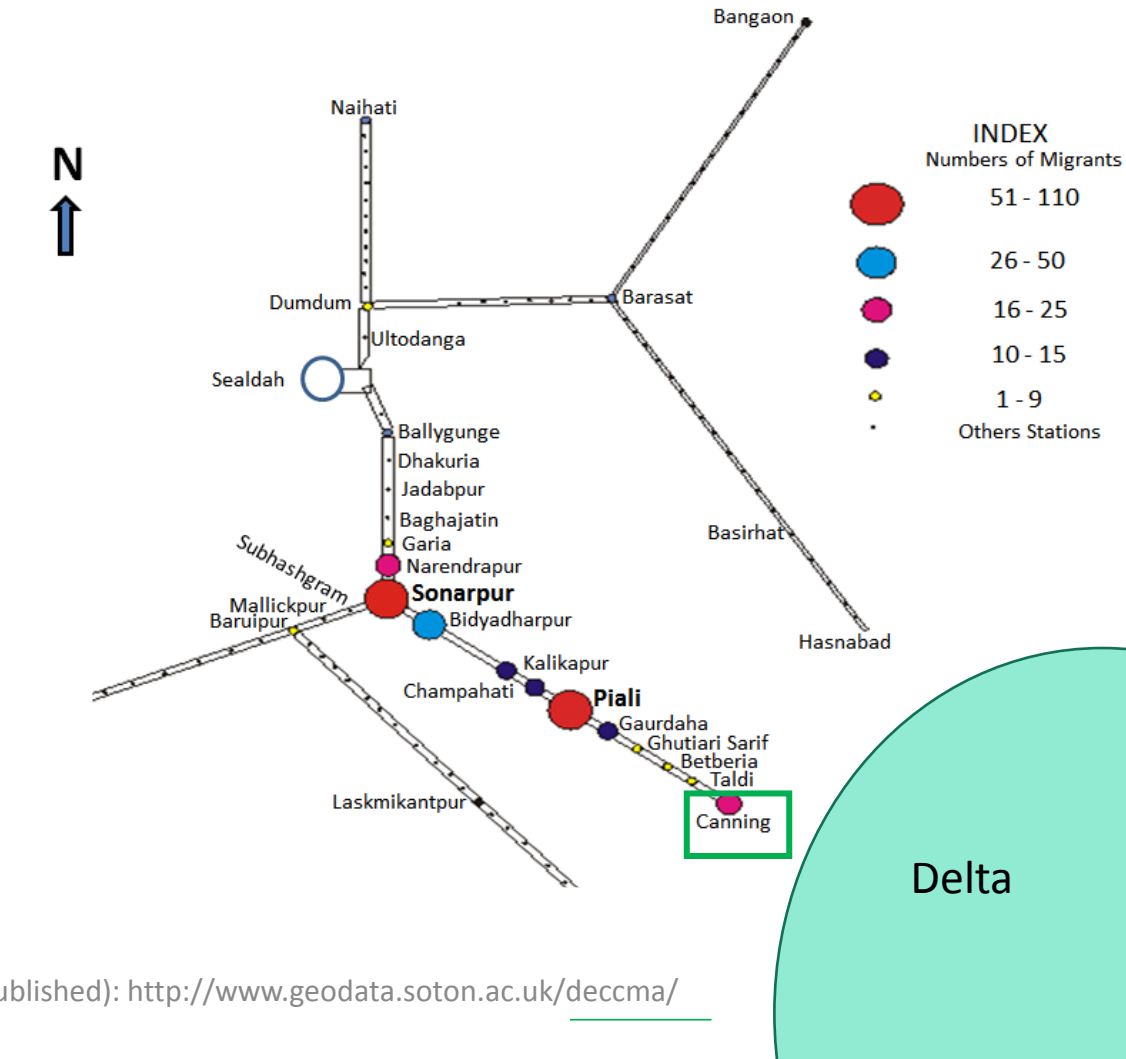 Bangaon
Naihati
N
INDEX
Numbers of Migrants
51 - 110
26 - 50
16 - 25
10 - 15
1 - 9
Others Stations
Dumdum
Barasat
Ultodanga
Sealdah
Ballygunge
Dhakuria
Jadabpur
Baghajatin
Garia
Narendrapur
Subhashgram
Sonarpur
Mallickpur
Baruipur
Bidyadharpur
Basirhat
Hasnabad
Kalikapur
Champahati
Piali
Gaurdaha
Ghutiari Sarif
Betberia
Taldi
Laskmikantpur
Canning
Delta
ublished): http://www.geodata.soton.ac.uk/deccma/